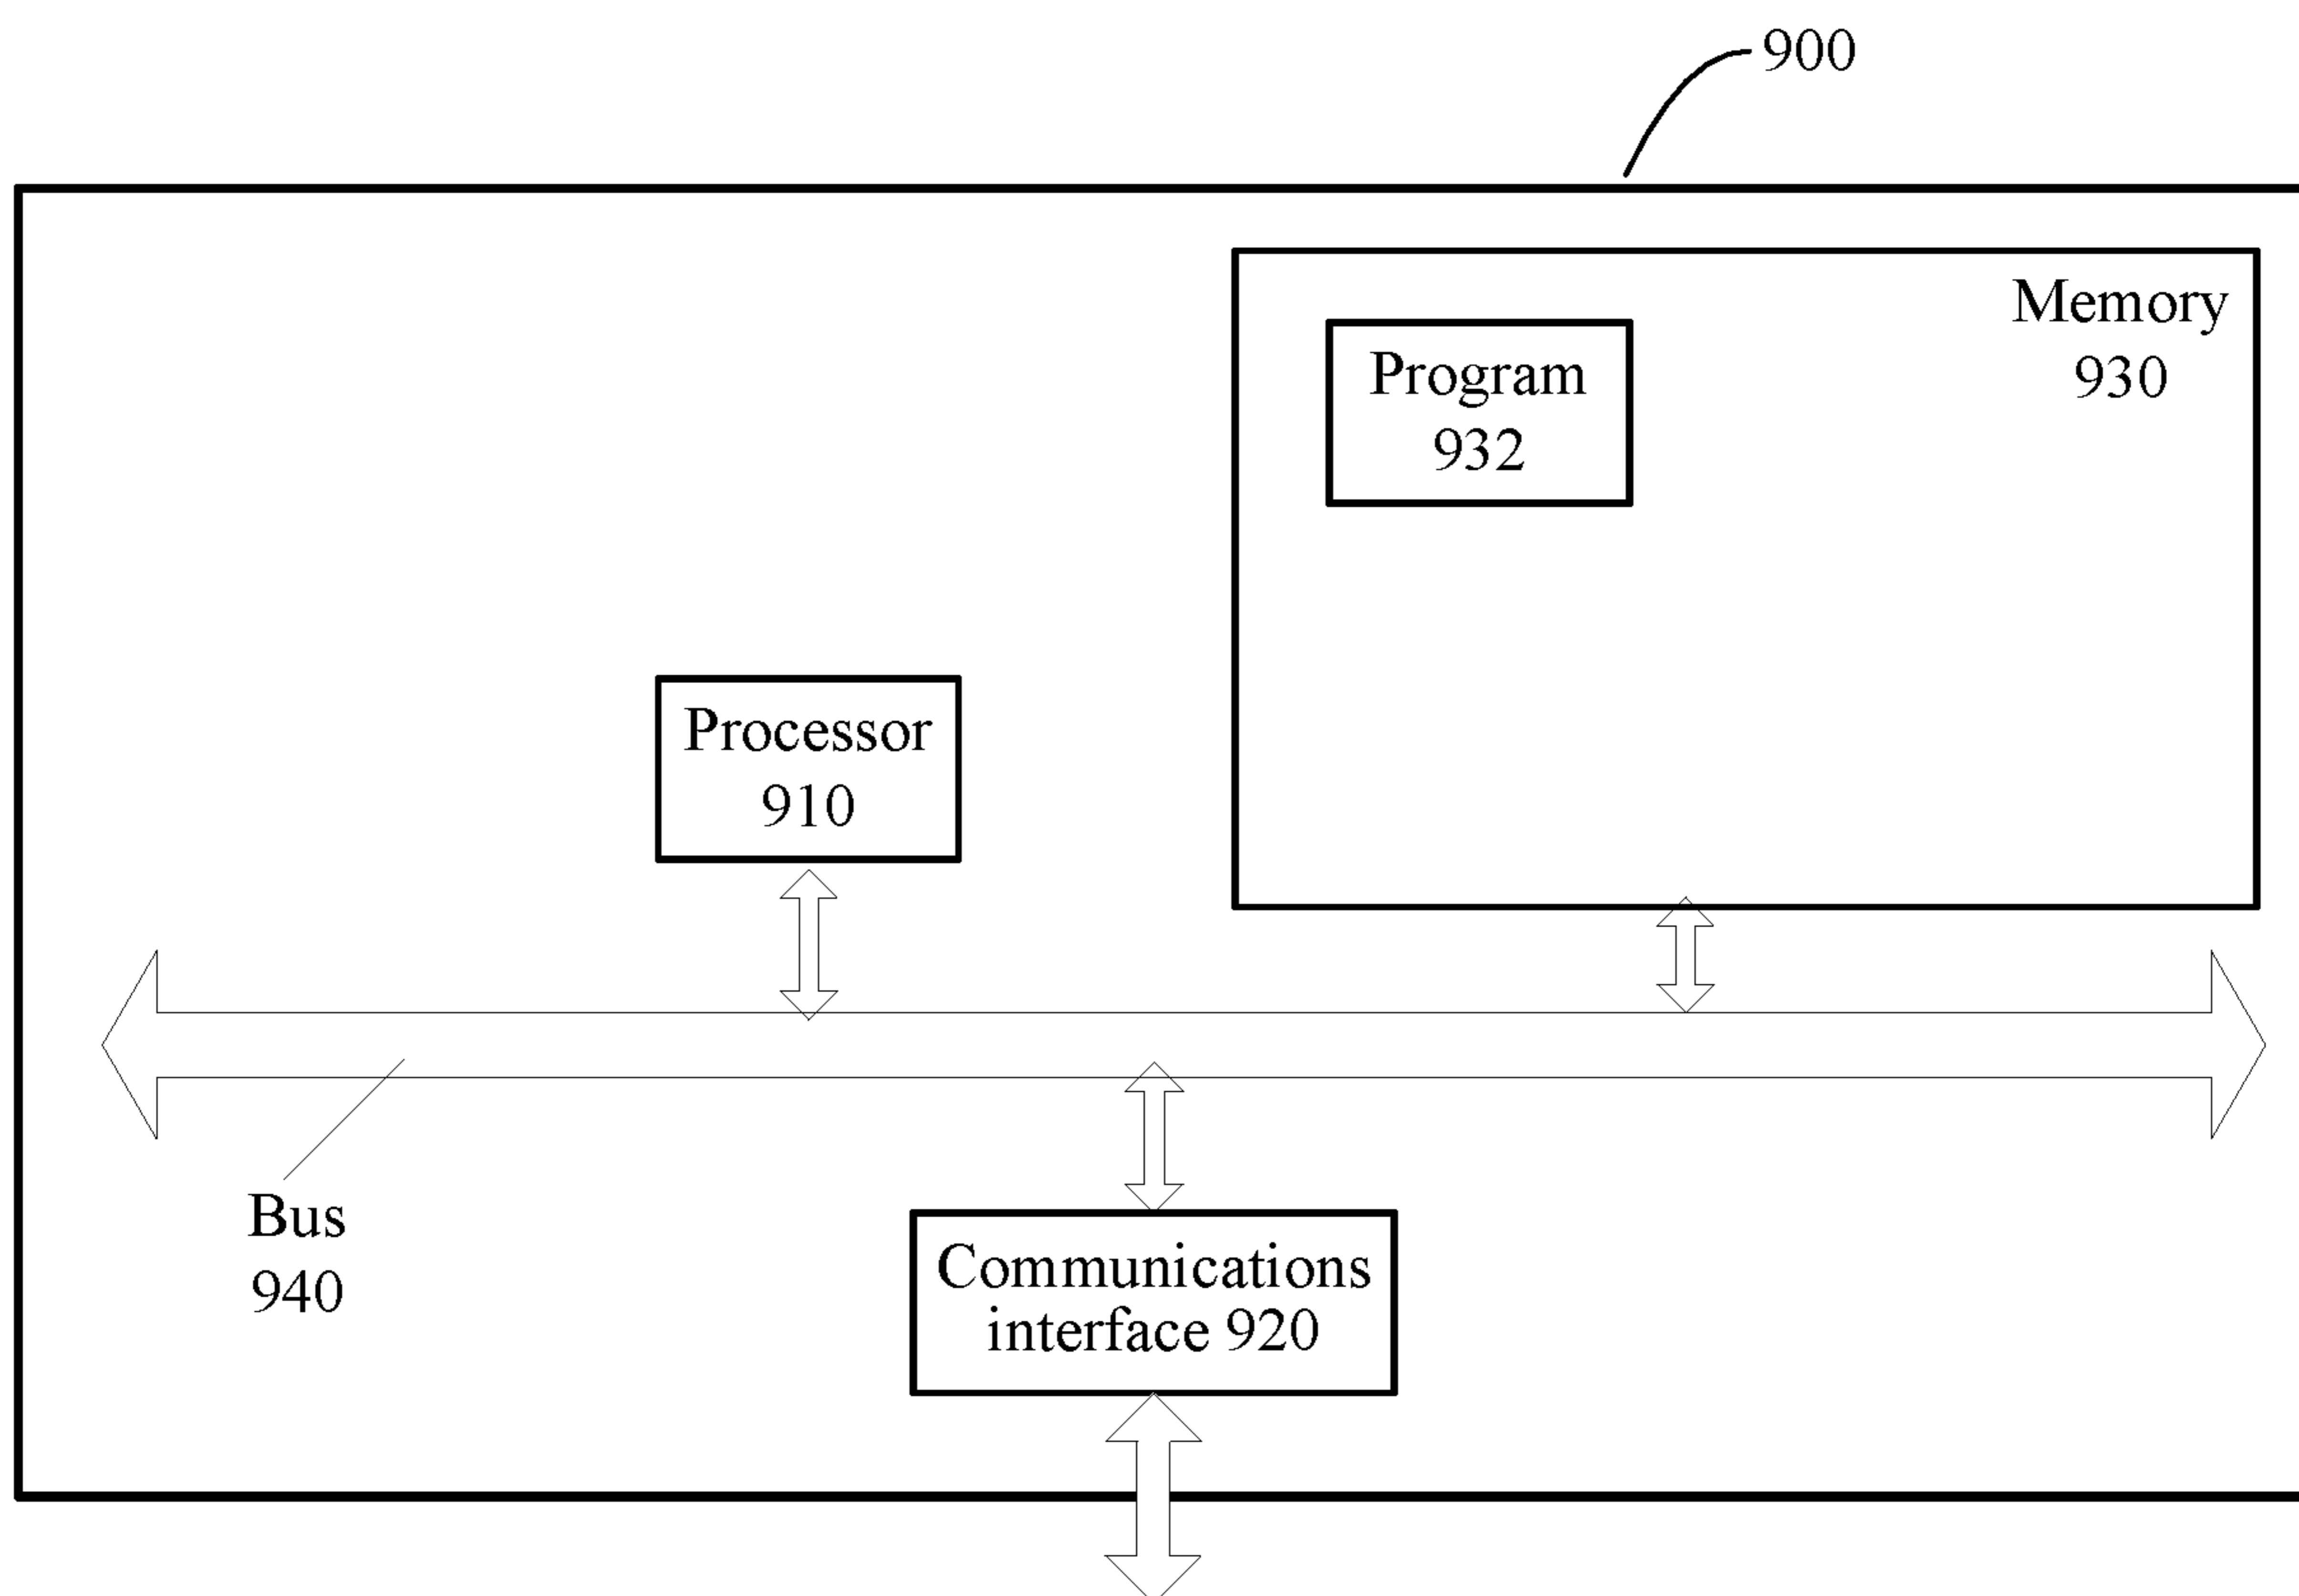 900
Memory
930
Program
932
Processor
910
Bus
940
Communications
interface 920